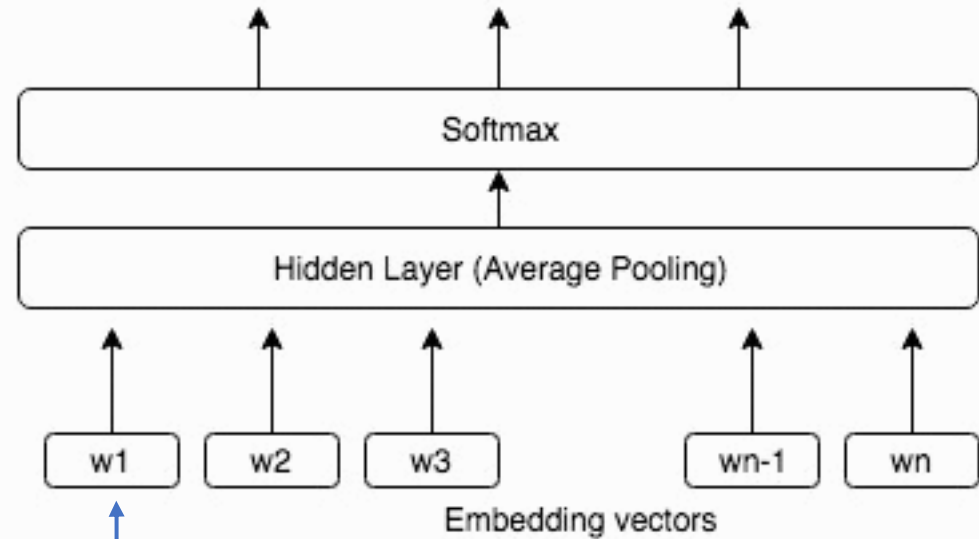 Softmax
Hidden Layer (Average Pooling)
w1 w2 w3 wn-1 wn
Embedding vectors